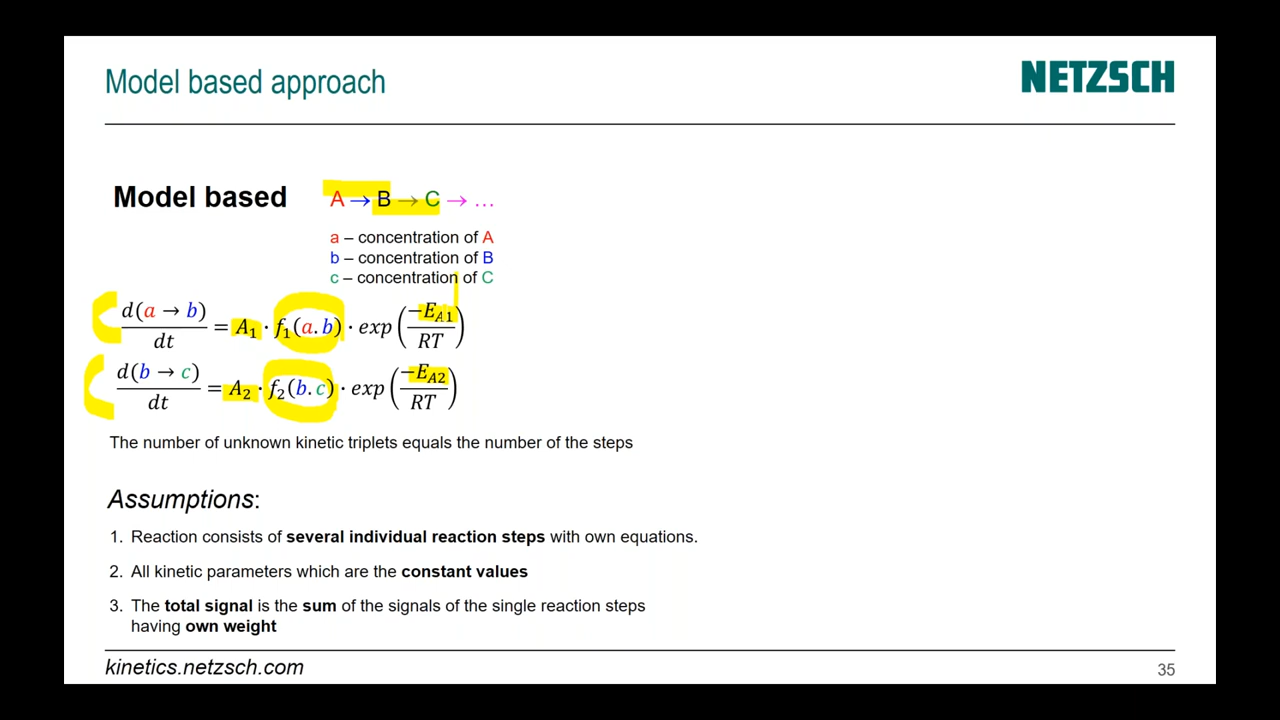 Model based approach
NETZSCH
Model based
A → B → C → …
a – concentration of A
b – concentration of B
c – concentration of C
d(a → b)/dt = A₁ · f₁(a.b) · exp(−E_A1/RT)
d(b → c)/dt = A₂ · f₂(b.c) · exp(−E_A2/RT)
The number of unknown kinetic triplets equals the number of the steps
Assumptions:
1. Reaction consists of several individual reaction steps with own equations.
2. All kinetic parameters which are the constant values
3. The total signal is the sum of the signals of the single reaction steps
having own weight
kinetics.netzsch.com
35